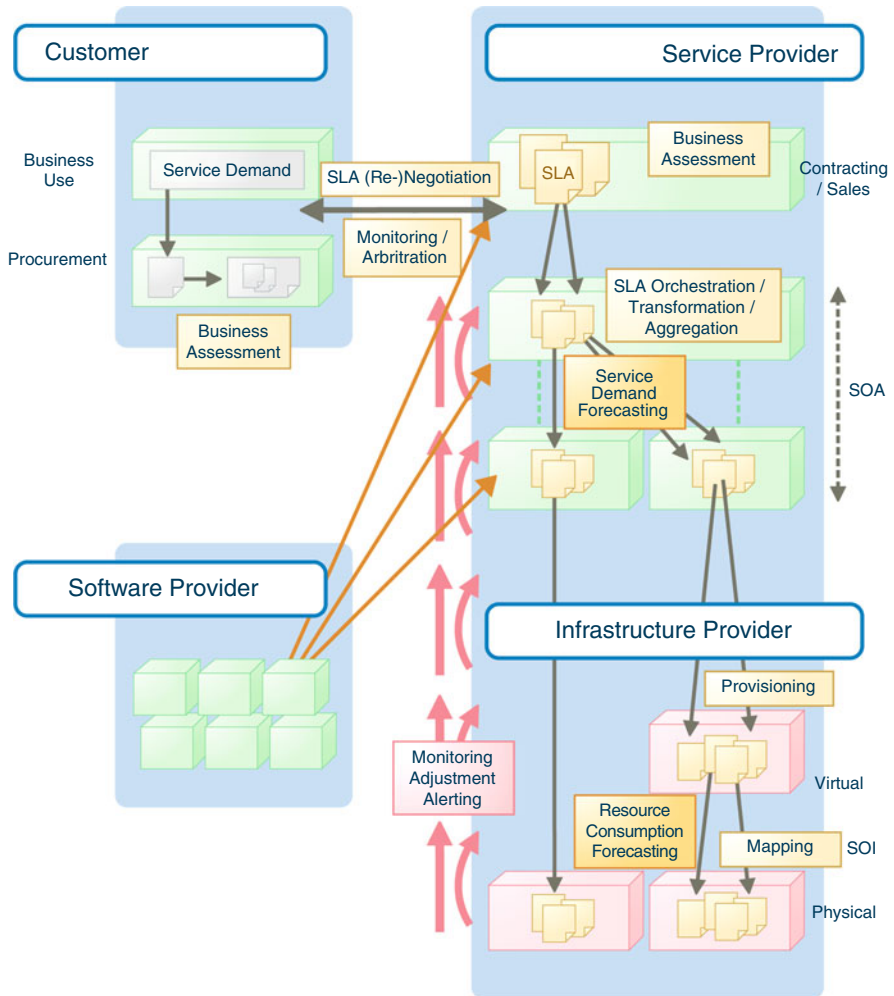 Customer
Service Provider
Business
Use
Service Demand
SLA (Re-)Negotiation
SLA
Business
Assessment
Contracting
/ Sales
Procurement
Monitoring /
Arbritration
Business
Assessment
SLA Orchestration /
Transformation /
Aggregation
Service
Demand
Forecasting
SOA
Software Provider
Infrastructure Provider
Provisioning
Monitoring
Adjustment
Alerting
Virtual
Resource
Consumption
Forecasting
Mapping
SOI
Physical